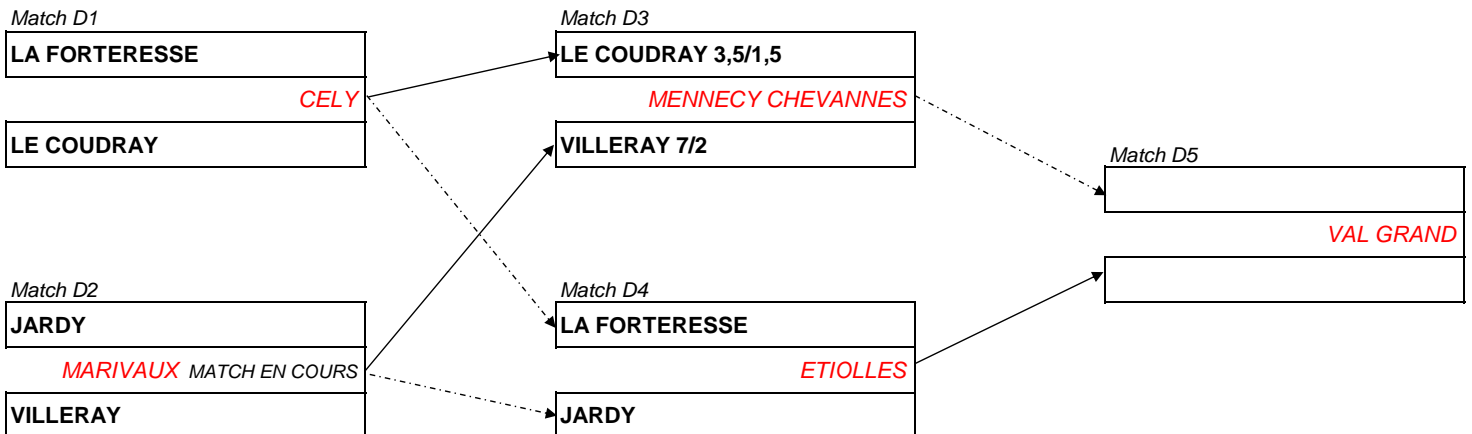 Match D1
LA FORTERESSE
CELY
LE COUDRAY
Match D3
LE COUDRAY 3,5/1,5
MENNECY CHEVANNES
VILLERAY 7/2
Match D5
VAL GRAND
Match D2
JARDY
MARIVAUX MATCH EN COURS
VILLERAY
Match D4
LA FORTERESSE
ETIOLLES
JARDY